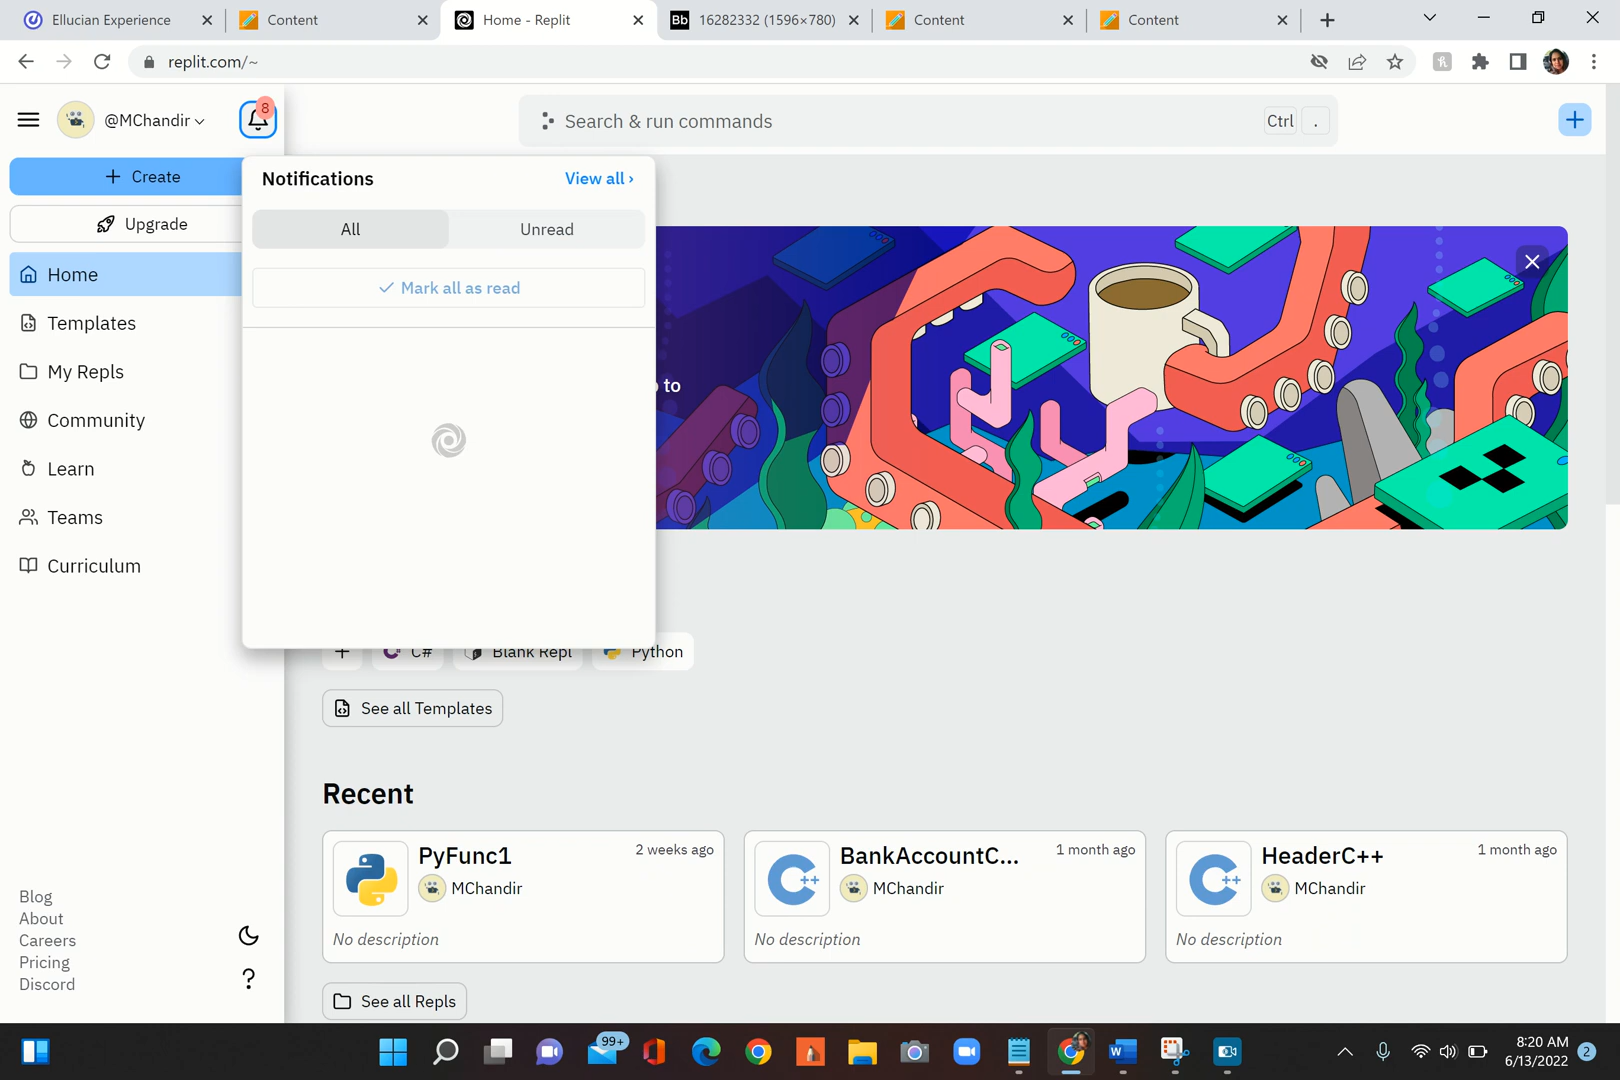 Ellucian Experience
Content
Home - Replit
Bb
16282332 (1596×780)
Content
Content
replit.com/~
@MChandir
8
Search & run commands
Ctrl
.
Create
Upgrade
Home
Templates
My Repls
Community
Learn
Teams
Curriculum
Notifications
View all ›
All
Unread
Mark all as read
to
C#
Blank Repl
Python
See all Templates
Recent
PyFunc1
2 weeks ago
MChandir
No description
BankAccountC...
1 month ago
MChandir
No description
HeaderC++
1 month ago
MChandir
No description
See all Repls
Blog
About
Careers
Pricing
Discord
?
99+
8:20 AM
6/13/2022
2